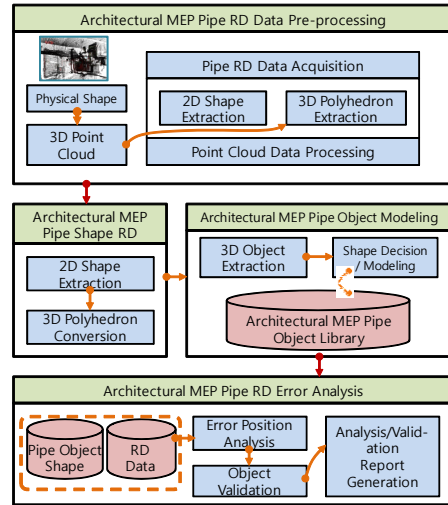 Architectural MEP Pipe RD Data Pre-processing
Physical Shape
3D Point
Cloud
Pipe RD Data Acquisition
2D Shape
Extraction
3D Polyhedron
Extraction
Point Cloud Data Processing
Architectural MEP
Pipe Shape RD
2D Shape
Extraction
3D Polyhedron
Conversion
Architectural MEP Pipe Object Modeling
3D Object
Extraction
Shape Decision
/ Modeling
Architectural MEP Pipe
Object Library
Architectural MEP Pipe RD Error Analysis
Pipe Object
Shape
RD
Data
Error Position
Analysis
Object
Validation
Analysis/Valid-
ation
Report
Generation